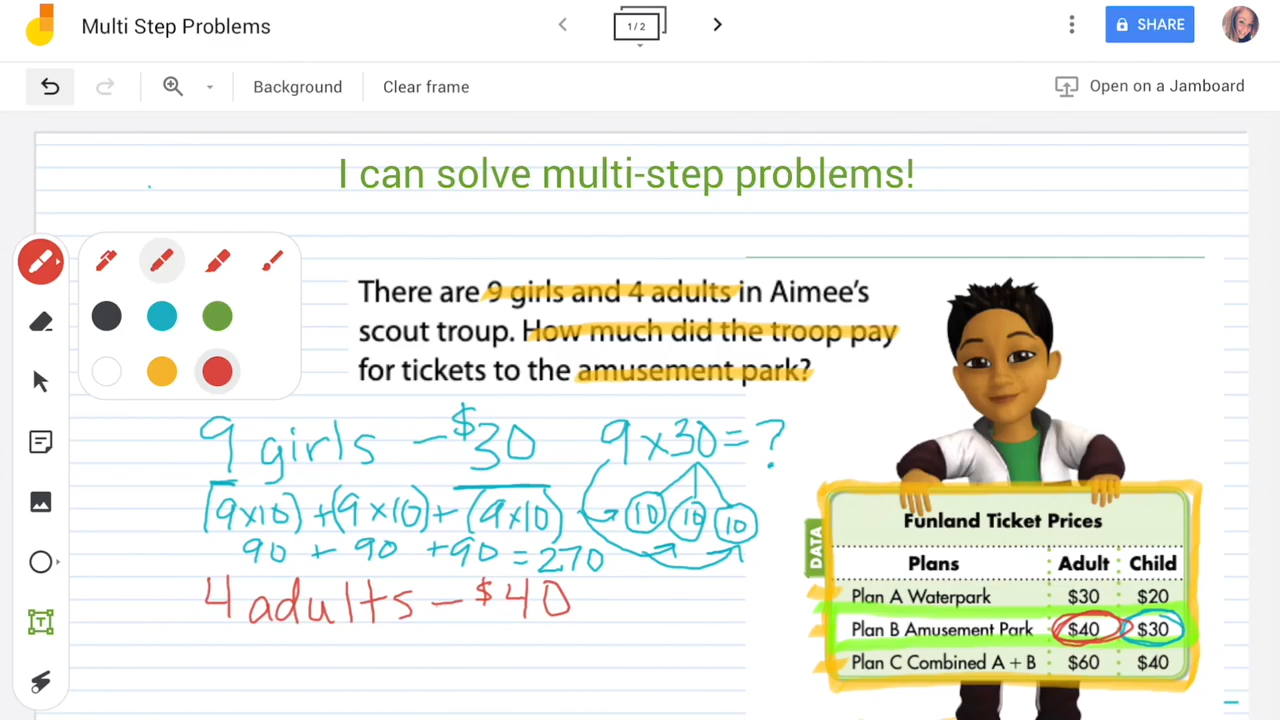 Multi Step Problems
1/2
SHARE
Background
Clear frame
Open on a Jamboard
I can solve multi-step problems!
There are 9 girls and 4 adults in Aimee's
scout troup. How much did the troop pay
for tickets to the amusement park?
9 girls - $30
9x30=?
(9x10)+(9x10)+(9x10)
10 10 10
90 + 90 +90 =270
4 adults - $40
DATA
Funland Ticket Prices
Plans Adult Child
Plan A Waterpark $30 $20
Plan B Amusement Park $40 $30
Plan C Combined A + B $60 $40